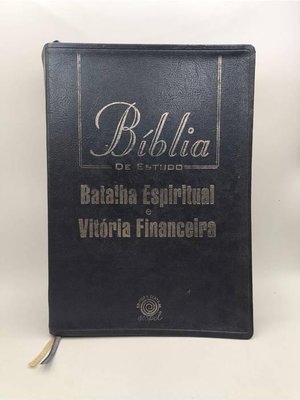 Bíblia
DE ESTUDO
Batalha Espiritual
e
Vitória Financeira